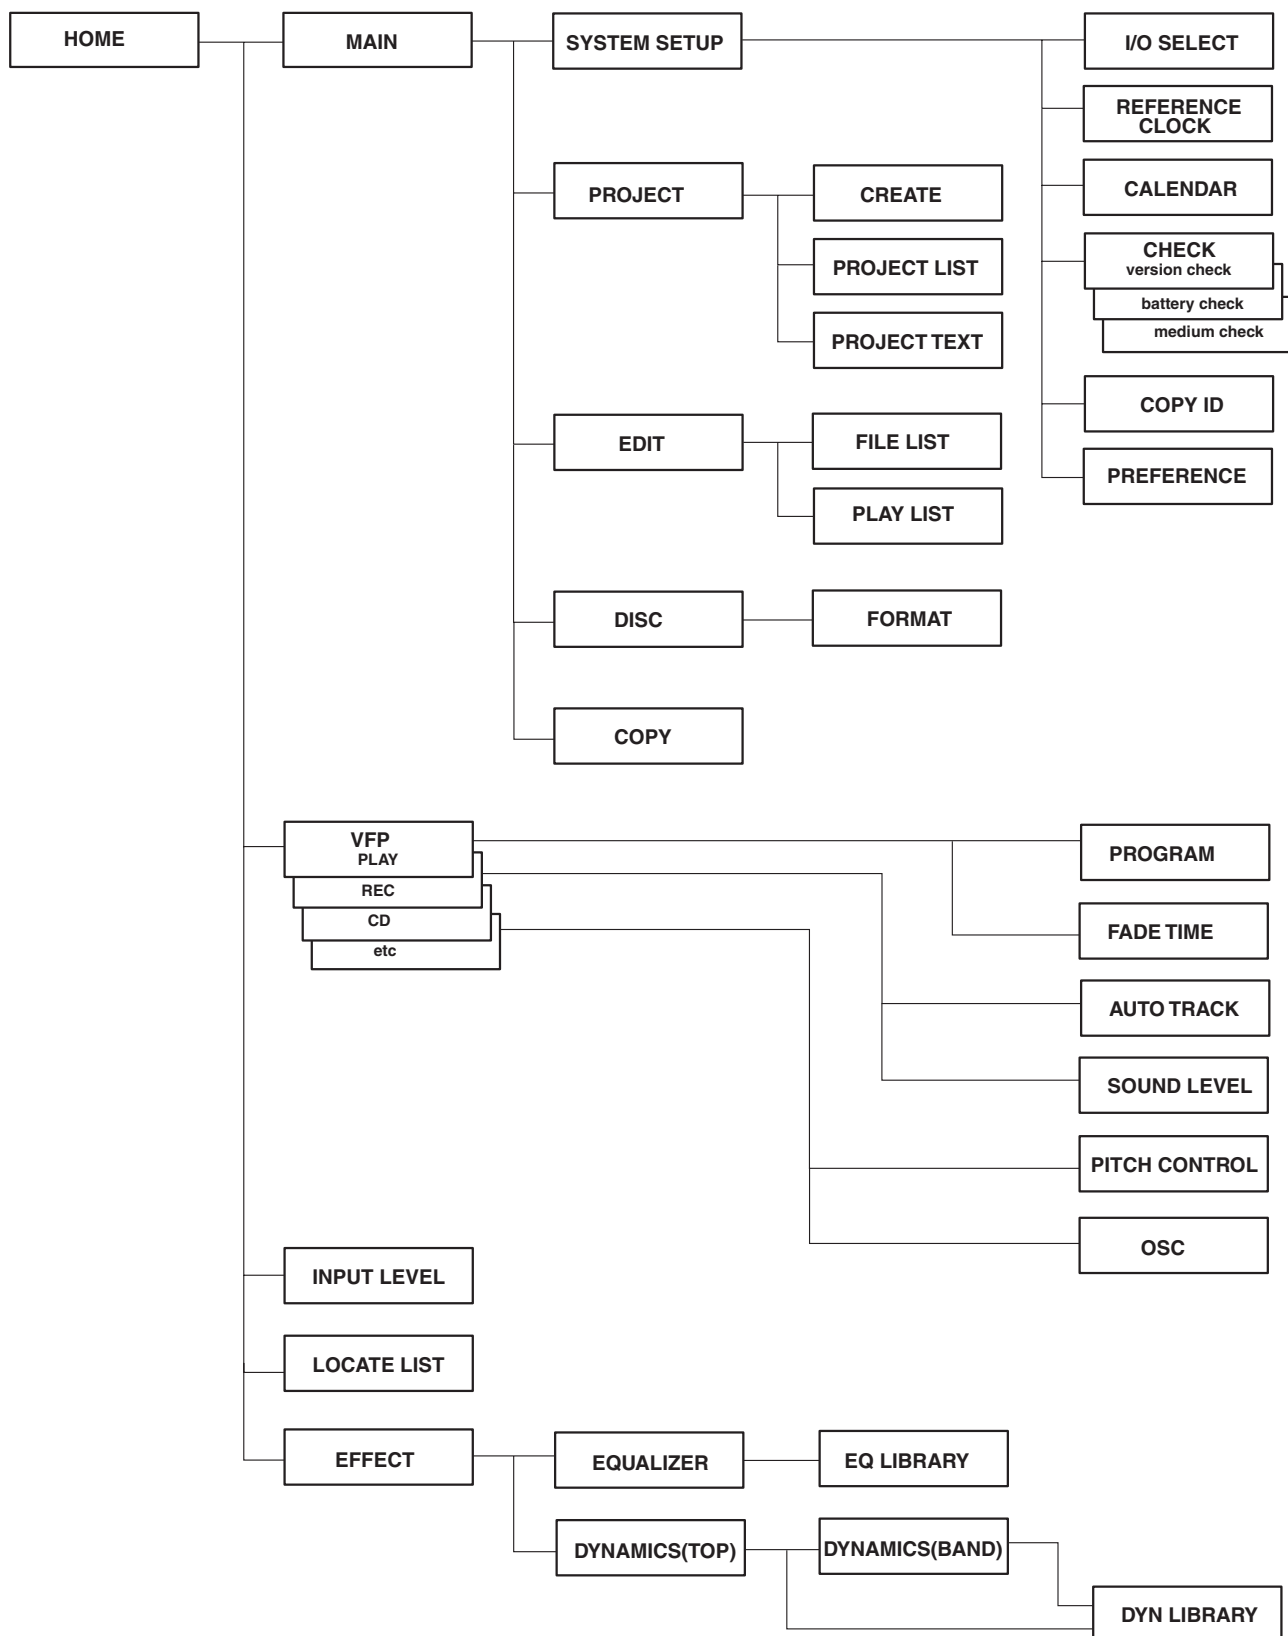 HOME
MAIN
SYSTEM SETUP
I/O SELECT
REFERENCE
CLOCK
CALENDAR
CHECK
version check
battery check
medium check
COPY ID
PREFERENCE
PROJECT
CREATE
PROJECT LIST
PROJECT TEXT
EDIT
FILE LIST
PLAY LIST
DISC
FORMAT
COPY
VFP
PLAY
REC
CD
etc
PROGRAM
FADE TIME
AUTO TRACK
SOUND LEVEL
PITCH CONTROL
OSC
INPUT LEVEL
LOCATE LIST
EFFECT
EQUALIZER
EQ LIBRARY
DYNAMICS(TOP)
DYNAMICS(BAND)
DYN LIBRARY